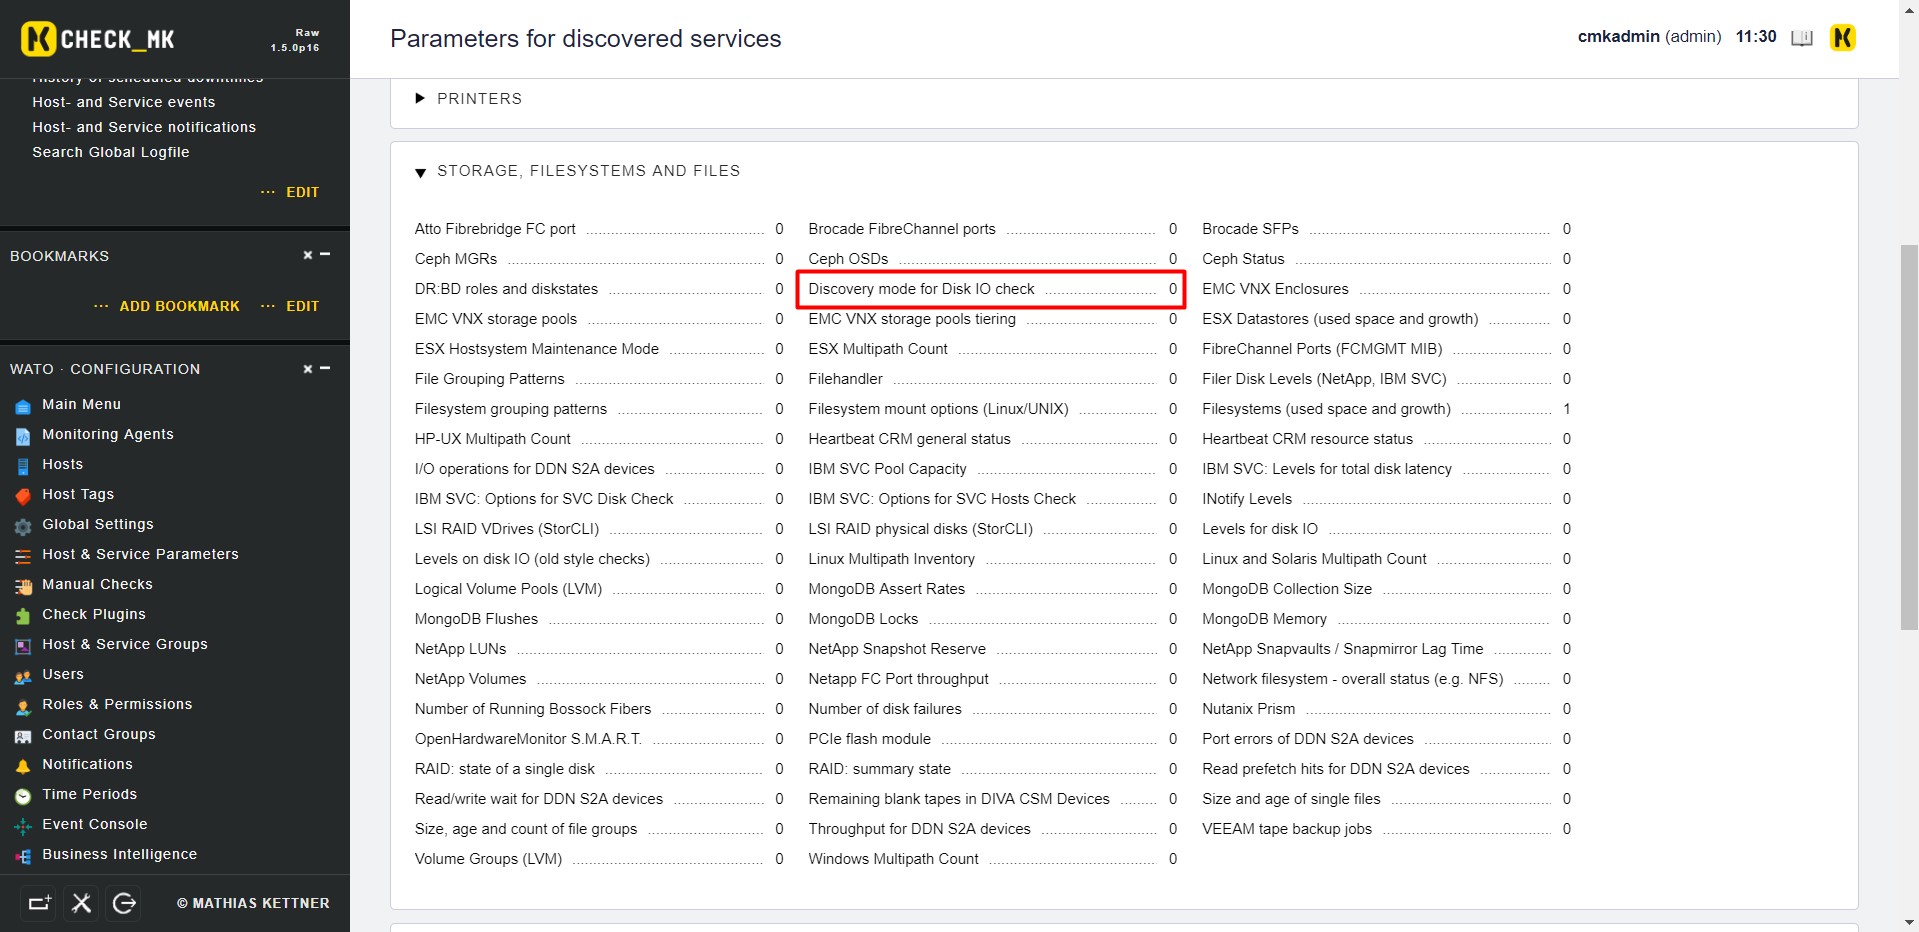 CHECK_MK
Raw
1.5.0p16
History of scheduled downtimes
Host- and Service events
Host- and Service notifications
Search Global Logfile
··· EDIT
BOOKMARKS
··· ADD BOOKMARK ··· EDIT
WATO · CONFIGURATION
Main Menu
Monitoring Agents
Hosts
Host Tags
Global Settings
Host & Service Parameters
Manual Checks
Check Plugins
Host & Service Groups
Users
Roles & Permissions
Contact Groups
Notifications
Time Periods
Event Console
Business Intelligence
© MATHIAS KETTNER
Parameters for discovered services
cmkadmin (admin) 11:30
PRINTERS
STORAGE, FILESYSTEMS AND FILES
Atto Fibrebridge FC port 0 Brocade FibreChannel ports 0 Brocade SFPs 0
Ceph MGRs 0 Ceph OSDs 0 Ceph Status 0
DR:BD roles and diskstates 0 Discovery mode for Disk IO check 0 EMC VNX Enclosures 0
EMC VNX storage pools 0 EMC VNX storage pools tiering 0 ESX Datastores (used space and growth) 0
ESX Hostsystem Maintenance Mode 0 ESX Multipath Count 0 FibreChannel Ports (FCMGMT MIB) 0
File Grouping Patterns 0 Filehandler 0 Filer Disk Levels (NetApp, IBM SVC) 0
Filesystem grouping patterns 0 Filesystem mount options (Linux/UNIX) 0 Filesystems (used space and growth) 1
HP-UX Multipath Count 0 Heartbeat CRM general status 0 Heartbeat CRM resource status 0
I/O operations for DDN S2A devices 0 IBM SVC Pool Capacity 0 IBM SVC: Levels for total disk latency 0
IBM SVC: Options for SVC Disk Check 0 IBM SVC: Options for SVC Hosts Check 0 INotify Levels 0
LSI RAID VDrives (StorCLI) 0 LSI RAID physical disks (StorCLI) 0 Levels for disk IO 0
Levels on disk IO (old style checks) 0 Linux Multipath Inventory 0 Linux and Solaris Multipath Count 0
Logical Volume Pools (LVM) 0 MongoDB Assert Rates 0 MongoDB Collection Size 0
MongoDB Flushes 0 MongoDB Locks 0 MongoDB Memory 0
NetApp LUNs 0 NetApp Snapshot Reserve 0 NetApp Snapvaults / Snapmirror Lag Time 0
NetApp Volumes 0 Netapp FC Port throughput 0 Network filesystem - overall status (e.g. NFS) 0
Number of Running Bossock Fibers 0 Number of disk failures 0 Nutanix Prism 0
OpenHardwareMonitor S.M.A.R.T. 0 PCIe flash module 0 Port errors of DDN S2A devices 0
RAID: state of a single disk 0 RAID: summary state 0 Read prefetch hits for DDN S2A devices 0
Read/write wait for DDN S2A devices 0 Remaining blank tapes in DIVA CSM Devices 0 Size and age of single files 0
Size, age and count of file groups 0 Throughput for DDN S2A devices 0 VEEAM tape backup jobs 0
Volume Groups (LVM) 0 Windows Multipath Count 0